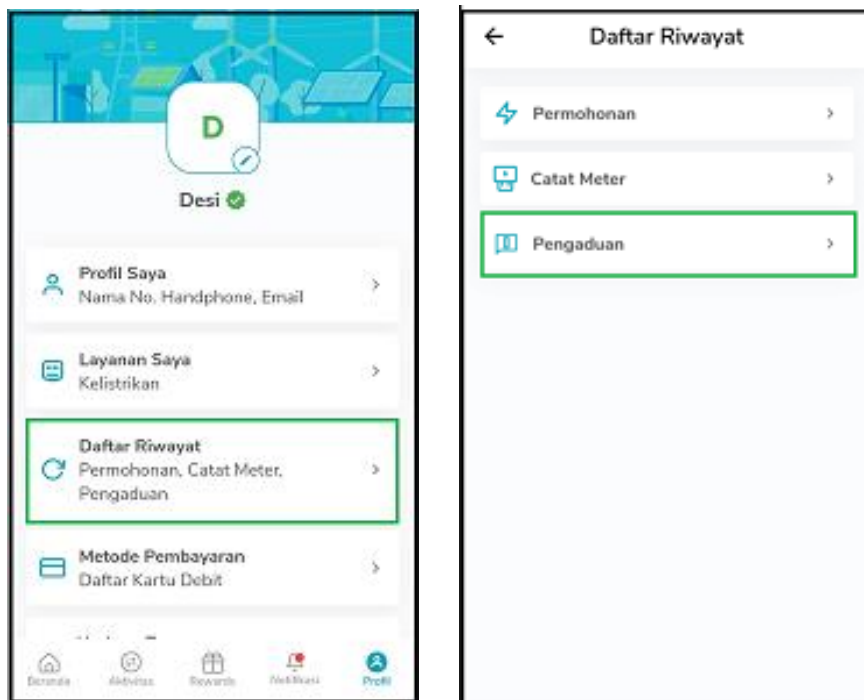 D
Desi
Profil Saya
Nama No. Handphone, Email
Layanan Saya
Kelistrikan
Daftar Riwayat
Permohonan, Catat Meter,
Pengaduan
Metode Pembayaran
Daftar Kartu Debit
Beranda
Aktivitas
Rewards
Notifikasi
Profil
Daftar Riwayat
Permohonan
Catat Meter
Pengaduan